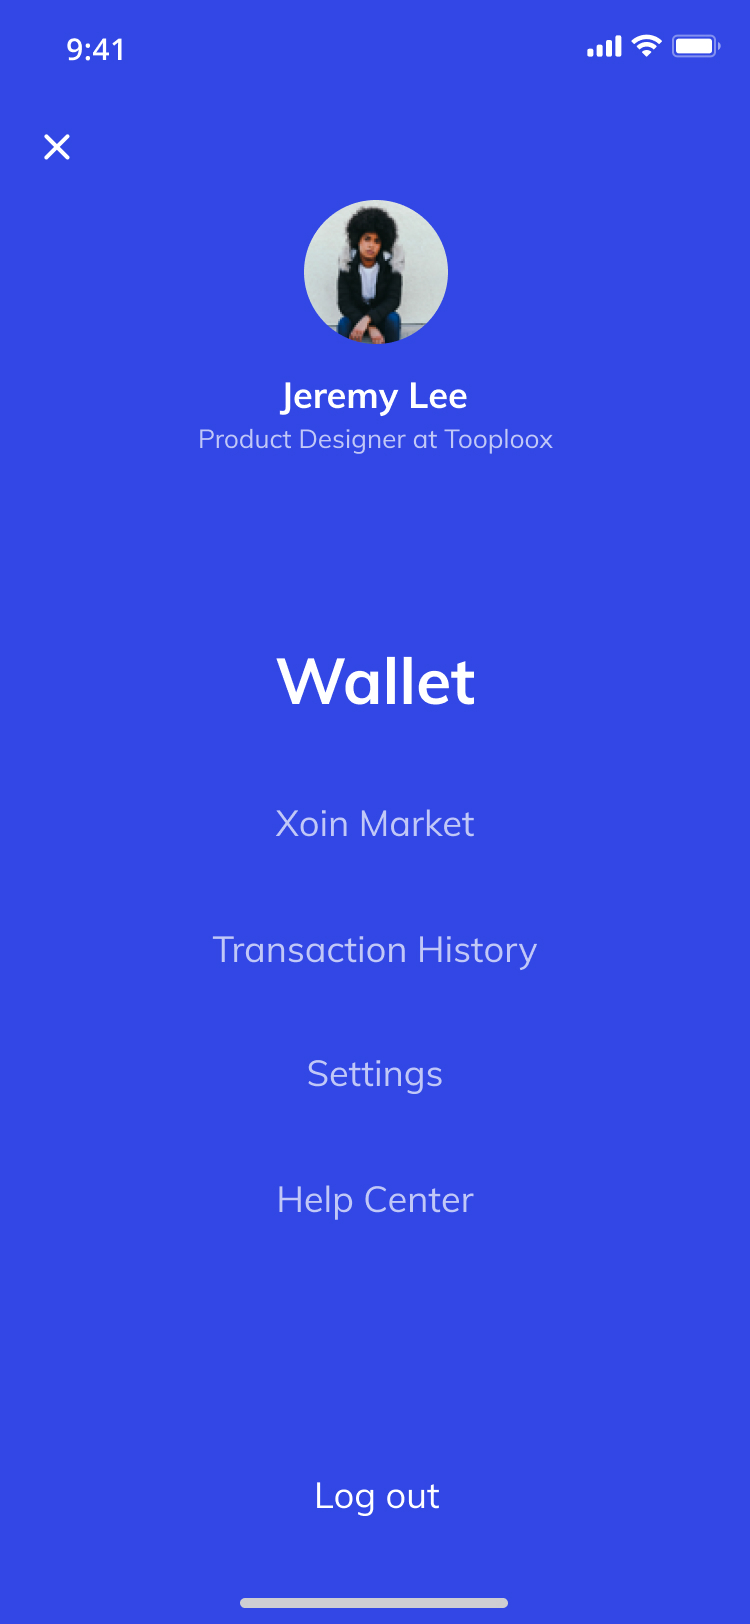 9:41
Jeremy Lee
Product Designer at Tooploox
Wallet
Xoin Market
Transaction History
Settings
Help Center
Log out